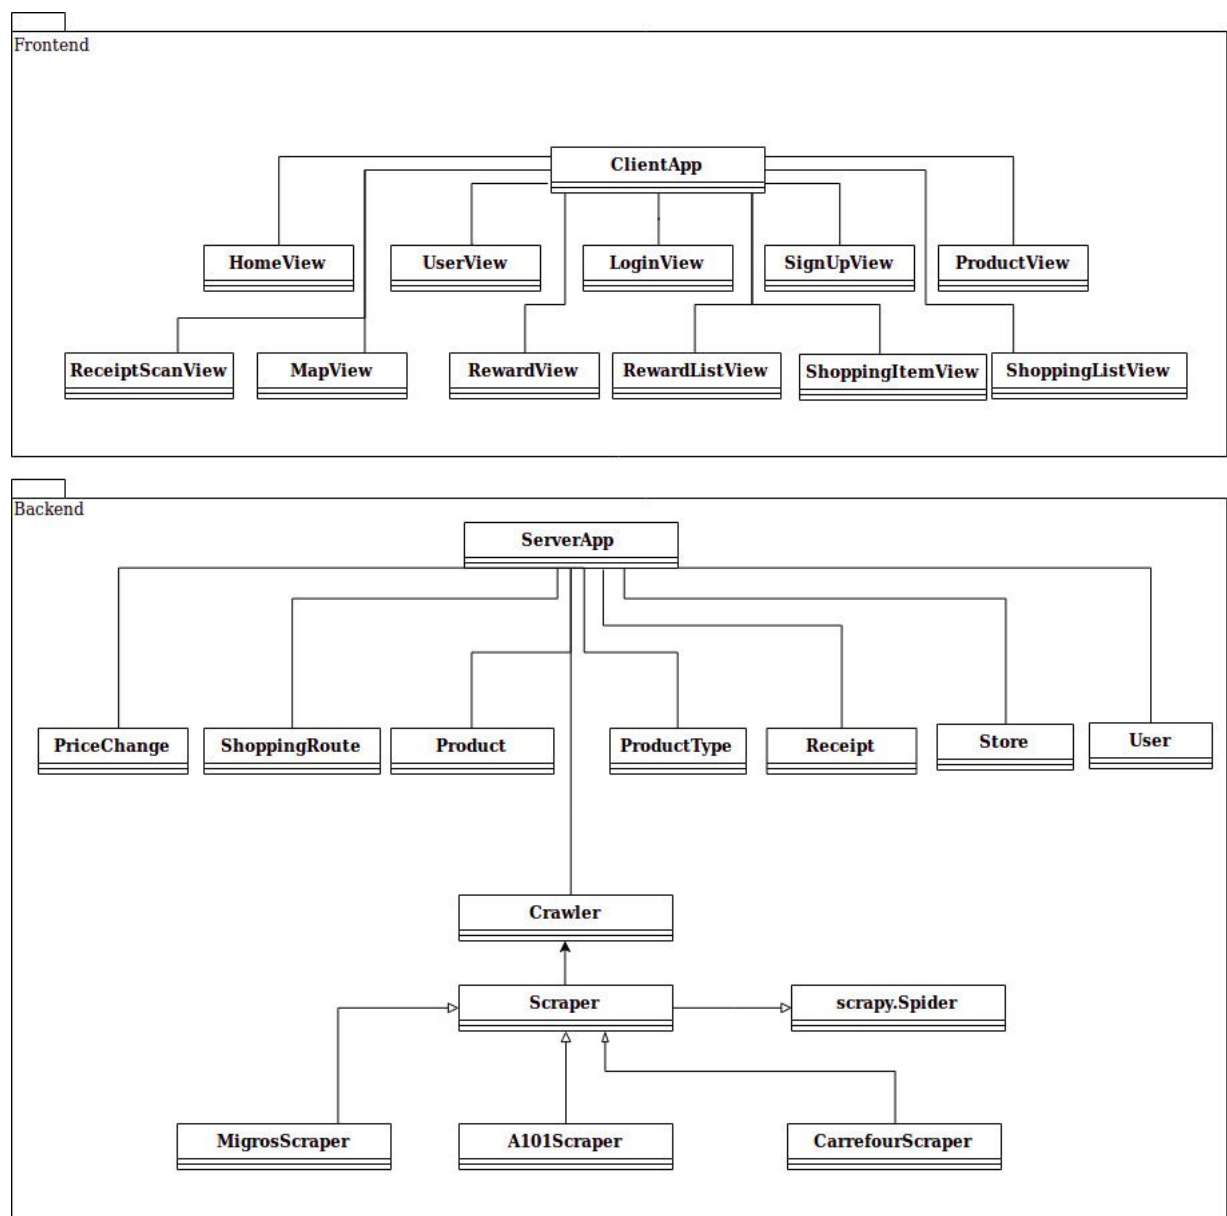 Frontend
ClientApp
HomeView
UserView
LoginView
SignUpView
ProductView
ReceiptScanView
MapView
RewardView
RewardListView
ShoppingItemView
ShoppingListView
Backend
ServerApp
PriceChange
ShoppingRoute
Product
ProductType
Receipt
Store
User
Crawler
Scraper
scrapy.Spider
MigrosScraper
A101Scraper
CarrefourScraper